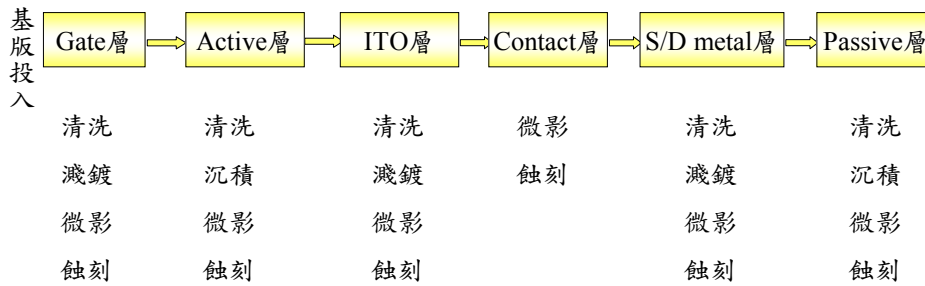 基版投入
Gate層 Active層 ITO層 Contact層 S/D metal層 Passive層
清洗 清洗 清洗 微影 清洗 清洗
濺鍍 沉積 濺鍍 蝕刻 濺鍍 沉積
微影 微影 微影 微影 微影
蝕刻 蝕刻 蝕刻 蝕刻 蝕刻